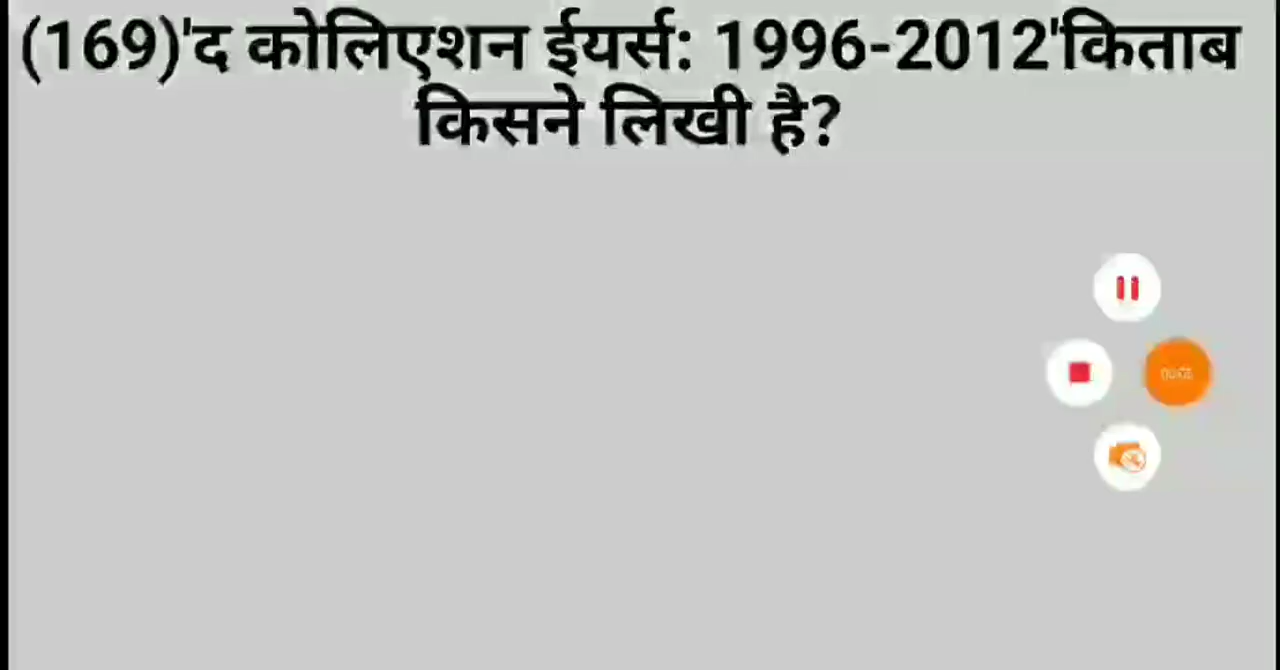 (169)'द कोलिएशन ईयर्स: 1996-2012'किताब
किसने लिखी है?